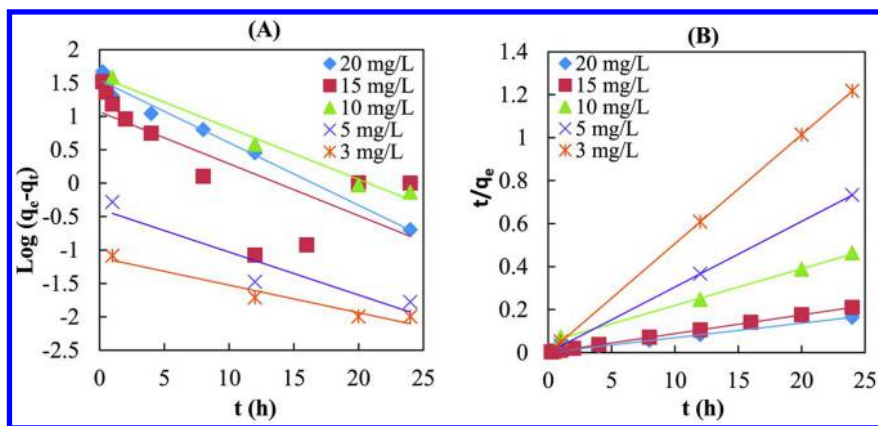 (A)
Log (qe-qt)
2
1.5
1
0.5
0
-0.5
-1
-1.5
-2
-2.5
20 mg/L
15 mg/L
10 mg/L
5 mg/L
3 mg/L
0 5 10 15 20 25
t (h)
(B)
t/qe
1.4
1.2
1
0.8
0.6
0.4
0.2
0
20 mg/L
15 mg/L
10 mg/L
5 mg/L
3 mg/L
0 5 10 15 20 25
t (h)